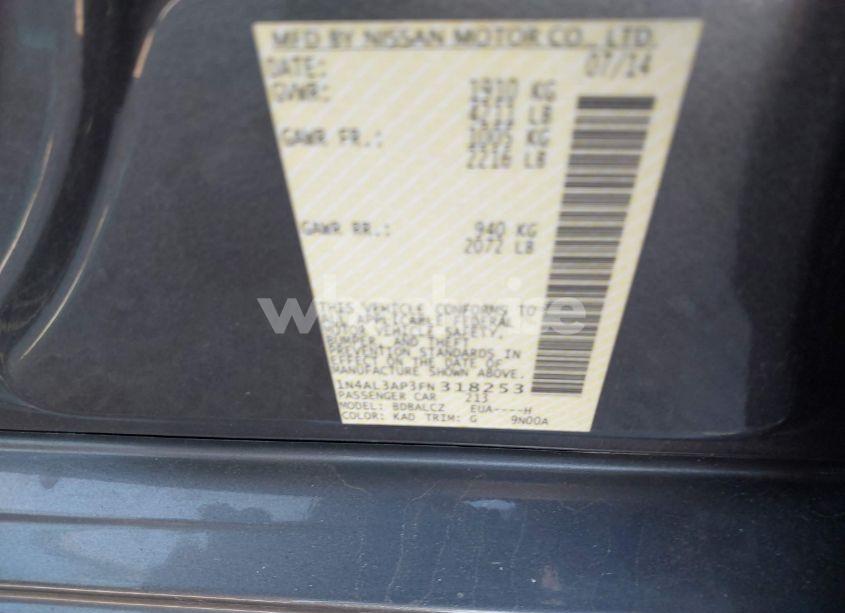 MFD BY NISSAN MOTOR CO., LTD.
DATE: 07/14
GVWR: 1910 KG
4211 LB
GAWR FR.: 1005 KG
2216 LB
GAWR RR.: 940 KG
2072 LB
THIS VEHICLE CONFORMS TO
ALL APPLICABLE FEDERAL
MOTOR VEHICLE SAFETY,
BUMPER, AND THEFT
PREVENTION STANDARDS IN
EFFECT ON THE DATE OF
MANUFACTURE SHOWN ABOVE.
1N4AL3AP3FN318253
PASSENGER CAR 213
MODEL: BDBALCZ EUA----H
COLOR: KAD TRIM: G 9N00A